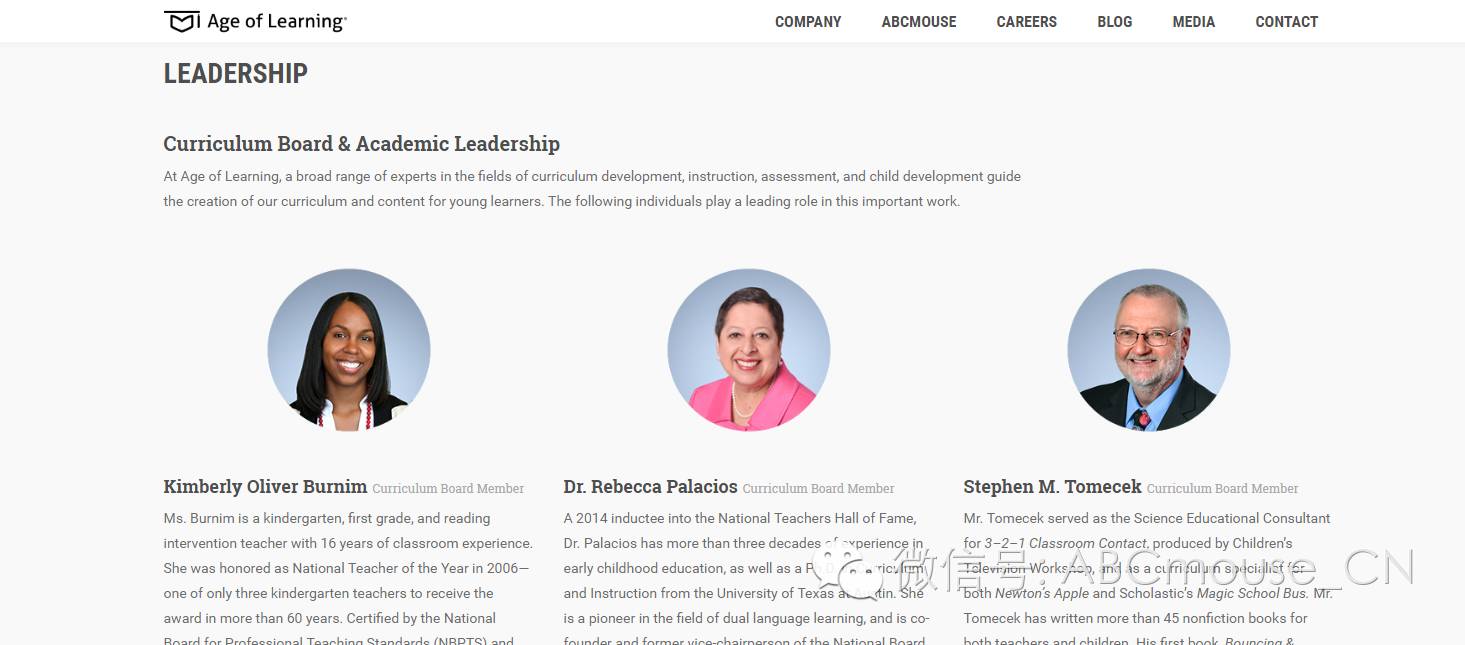 Age of Learning®
COMPANY ABCMOUSE CAREERS BLOG MEDIA CONTACT
LEADERSHIP
Curriculum Board & Academic Leadership
At Age of Learning, a broad range of experts in the fields of curriculum development, instruction, assessment, and child development guide
the creation of our curriculum and content for young learners. The following individuals play a leading role in this important work.
Kimberly Oliver Burnim Curriculum Board Member
Ms. Burnim is a kindergarten, first grade, and reading
intervention teacher with 16 years of classroom experience.
She was honored as National Teacher of the Year in 2006—
one of only three kindergarten teachers to receive the
award in more than 60 years. Certified by the National
Board for Professional Teaching Standards (NBPTS) and
Dr. Rebecca Palacios Curriculum Board Member
A 2014 inductee into the National Teachers Hall of Fame,
Dr. Palacios has more than three decades of experience in
early childhood education, as well as a Ph.D. in Curriculum
and Instruction from the University of Texas at Austin. She
is a pioneer in the field of dual language learning, and is co-
founder and former vice-chairperson of the National Board
Stephen M. Tomecek Curriculum Board Member
Mr. Tomecek served as the Science Educational Consultant
for 3–2–1 Classroom Contact, produced by Children's
Television Workshop, and as a curriculum specialist for
both Newton's Apple and Scholastic's Magic School Bus. Mr.
Tomecek has written more than 45 nonfiction books for
both teachers and children. His first book, Bouncing &
微信号: ABCmouse_CN